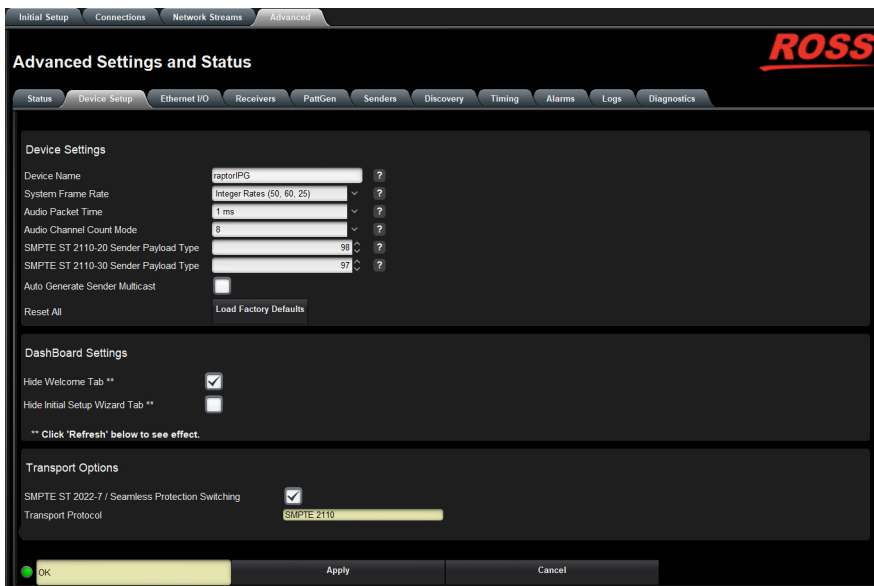 Initial Setup Connections Network Streams Advanced
ROSS
Advanced Settings and Status
Status Device Setup Ethernet I/O Receivers PattGen Senders Discovery Timing Alarms Logs Diagnostics
Device Settings
Device Name raptorIPG ?
System Frame Rate Integer Rates (50, 60, 25) ?
Audio Packet Time 1 ms ?
Audio Channel Count Mode 8 ?
SMPTE ST 2110-20 Sender Payload Type 98 ?
SMPTE ST 2110-30 Sender Payload Type 97 ?
Auto Generate Sender Multicast
Reset All Load Factory Defaults
DashBoard Settings
Hide Welcome Tab **
Hide Initial Setup Wizard Tab **
** Click 'Refresh' below to see effect.
Transport Options
SMPTE ST 2022-7 / Seamless Protection Switching
Transport Protocol SMPTE 2110
OK Apply Cancel